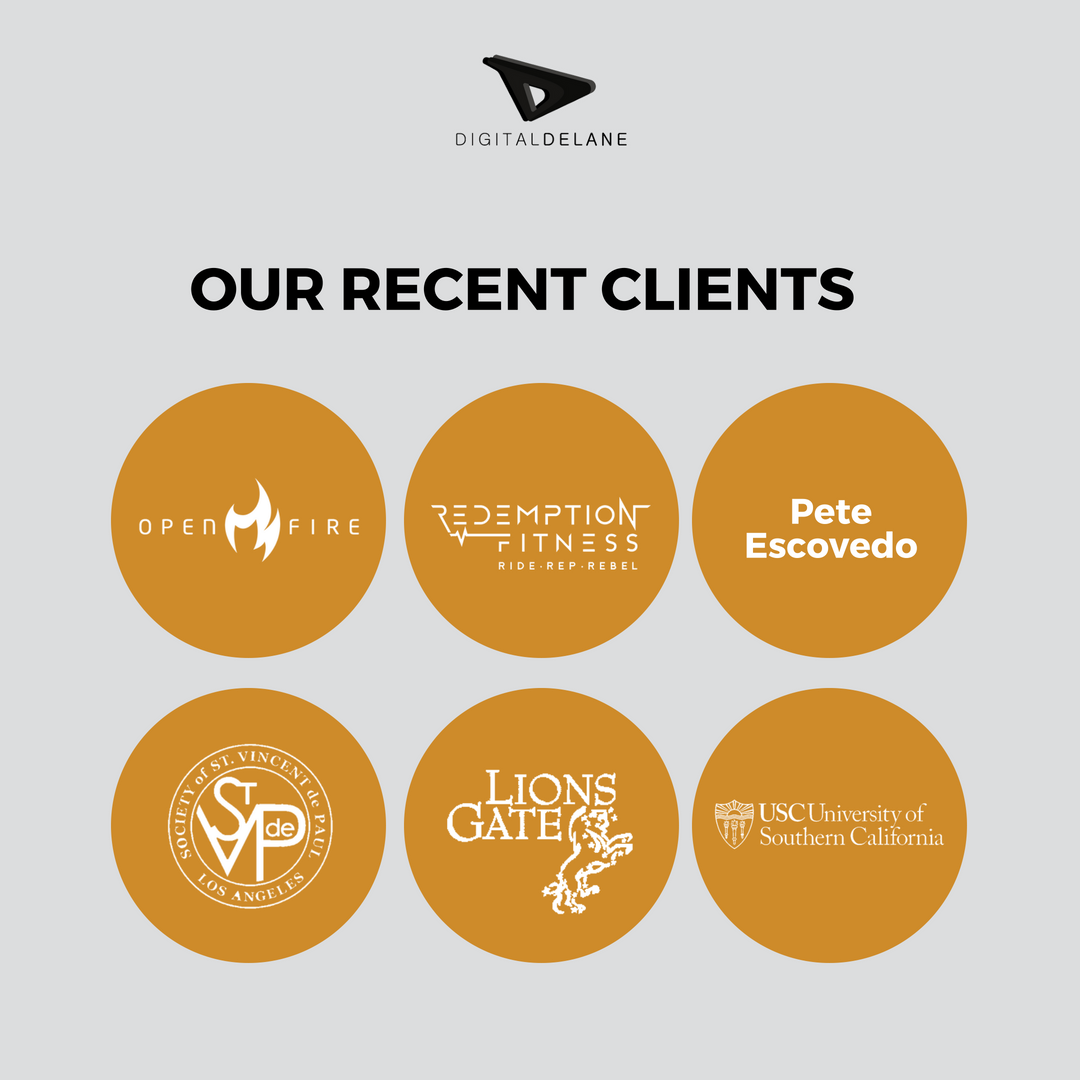 DIGITALDELANE
OUR RECENT CLIENTS
OPEN FIRE
REDEMPTION
FITNESS
RIDE·REP·REBEL
Pete
Escovedo
SOCIETY of ST. VINCENT de PAUL
ST
V de P
LOS ANGELES
LIONS
GATE
USC University of
Southern California